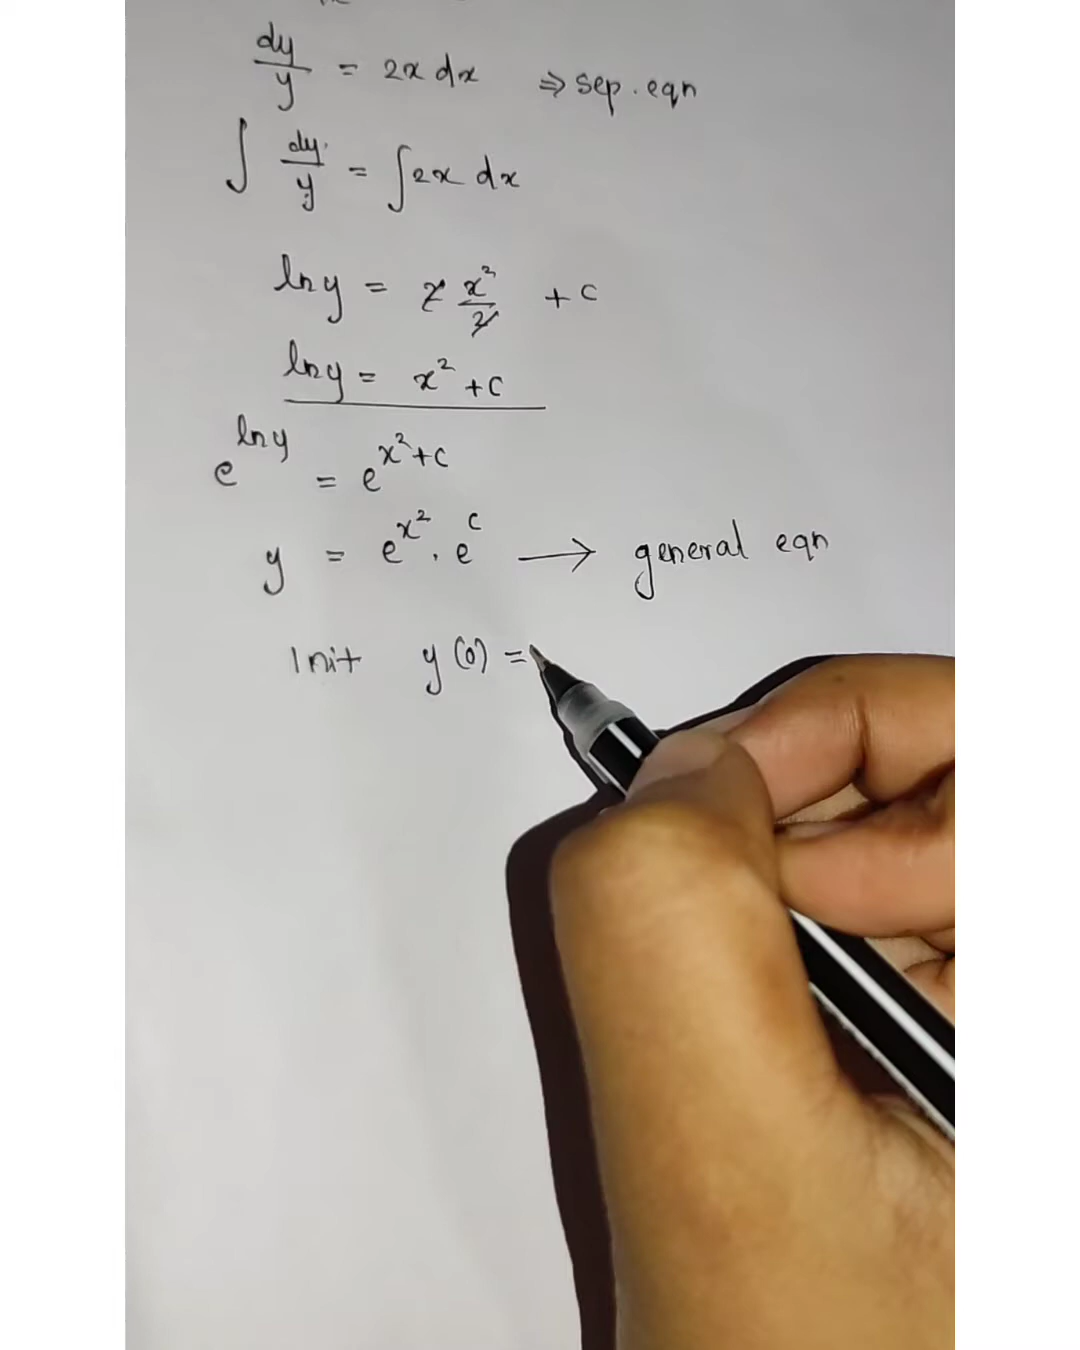 dy/y = 2x dx ⇒ sep. eqn
∫ dy/y = ∫2x dx
ln y = 2 x²/2 + c
ln y = x² + c
e^(ln y) = e^(x²+c)
y = e^(x²) . e^c ⟶ general eqn
Init y(0) =